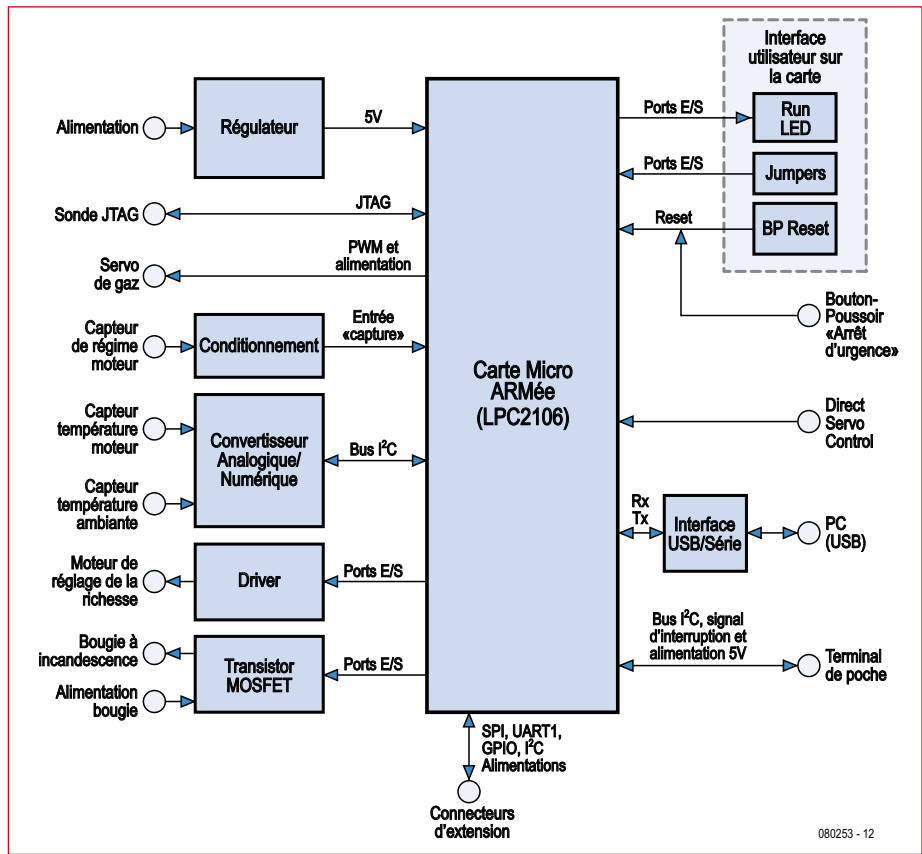 Interface
utilisateur sur
la carte
Run
LED
Jumpers
BP Reset
Alimentation
Régulateur
5V
Ports E/S
Ports E/S
Reset
Sonde JTAG
JTAG
Servo
de gaz
PWM et
alimentation
Capteur
de régime
moteur
Conditionnement
Entrée
«capture»
Carte Micro
ARMée
(LPC2106)
Bouton-
Poussoir
«Arrêt
d'urgence»
Capteur
température
moteur
Capteur
température
ambiante
Convertisseur
Analogique/
Numérique
Bus I²C
Direct
Servo
Control
Rx
Tx
Interface
USB/Série
PC
(USB)
Moteur de
réglage de la
richesse
Driver
Ports E/S
Bougie à
incandescence
Alimentation
bougie
Transistor
MOSFET
Ports E/S
Bus I²C, signal
d'interruption et
alimentation 5V
Terminal
de poche
SPI, UART1,
GPIO, I²C
Alimentations
Connecteurs
d'extension
080253 - 12